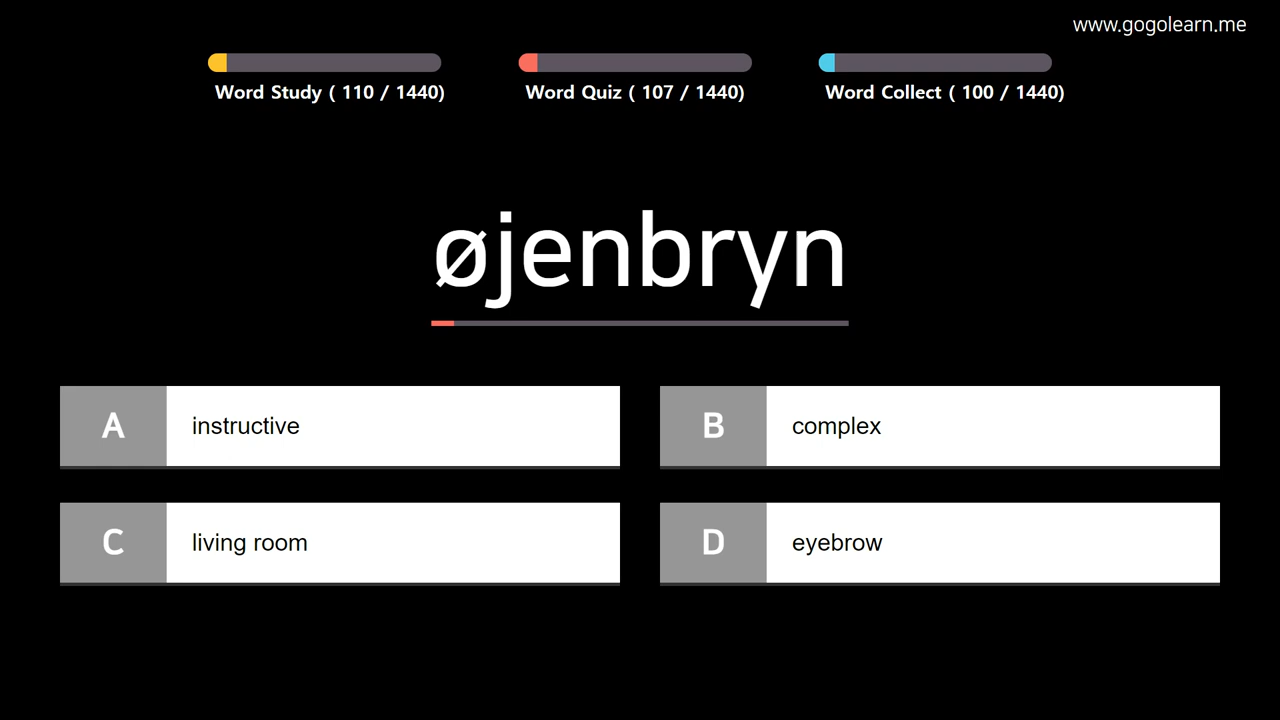 www.gogolearn.me
Word Study ( 110 / 1440)
Word Quiz ( 107 / 1440)
Word Collect ( 100 / 1440)
øjenbryn
A instructive
B complex
C living room
D eyebrow